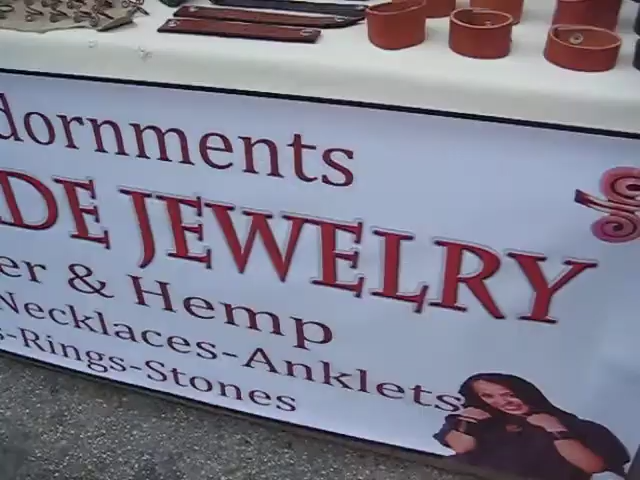 dornments
DE JEWELRY
er & Hemp
Necklaces-Anklets
s-Rings-Stones